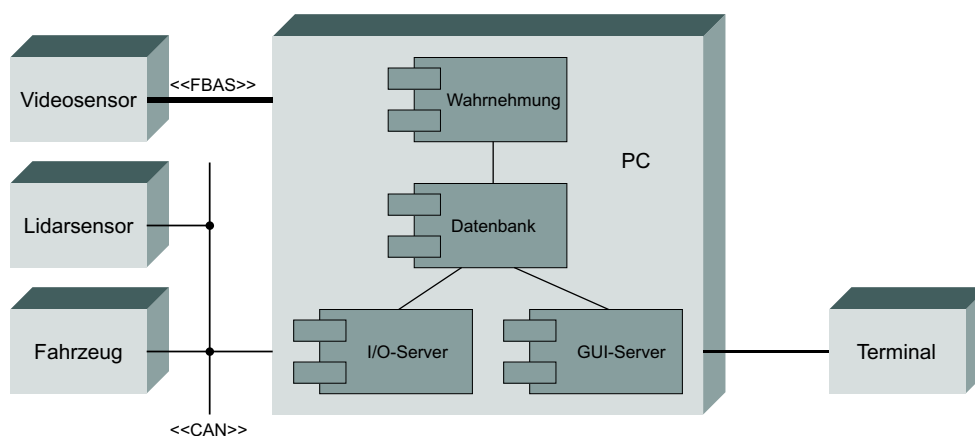 Videosensor
<<FBAS>>
Wahrnehmung
PC
Lidarsensor
Datenbank
Fahrzeug
I/O-Server
GUI-Server
Terminal
<<CAN>>